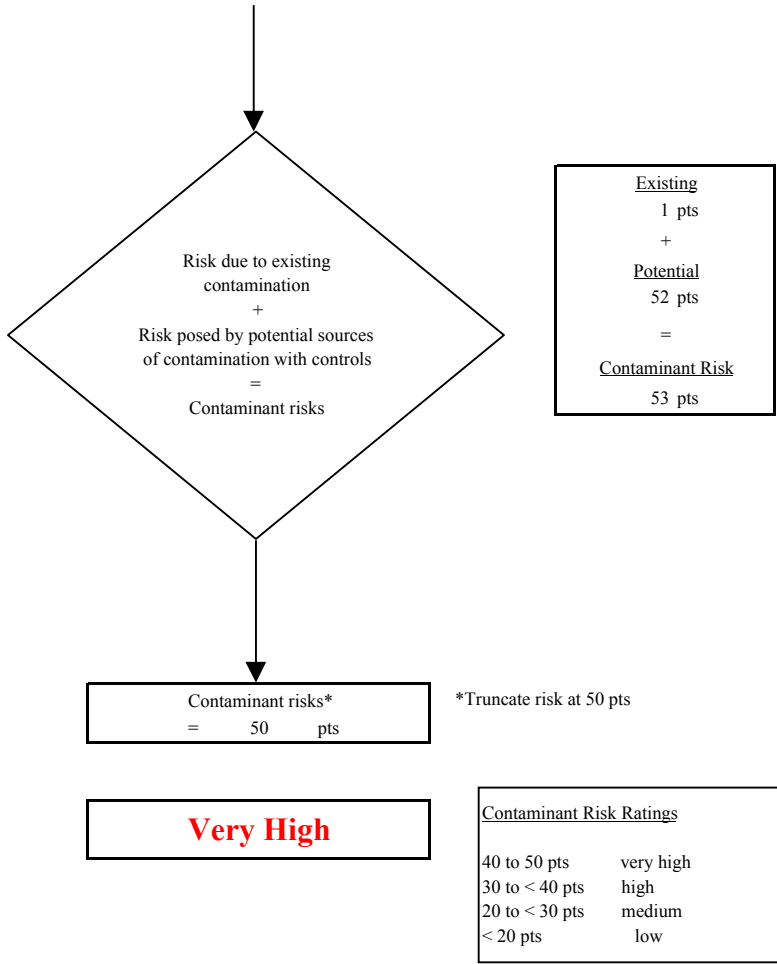 Risk due to existing
contamination
+
Risk posed by potential sources
of contamination with controls
=
Contaminant risks
Existing
1 pts
+
Potential
52 pts
=
Contaminant Risk
53 pts
Contaminant risks*
= 50 pts
*Truncate risk at 50 pts
Very High
Contaminant Risk Ratings
40 to 50 pts very high
30 to < 40 pts high
20 to < 30 pts medium
< 20 pts low